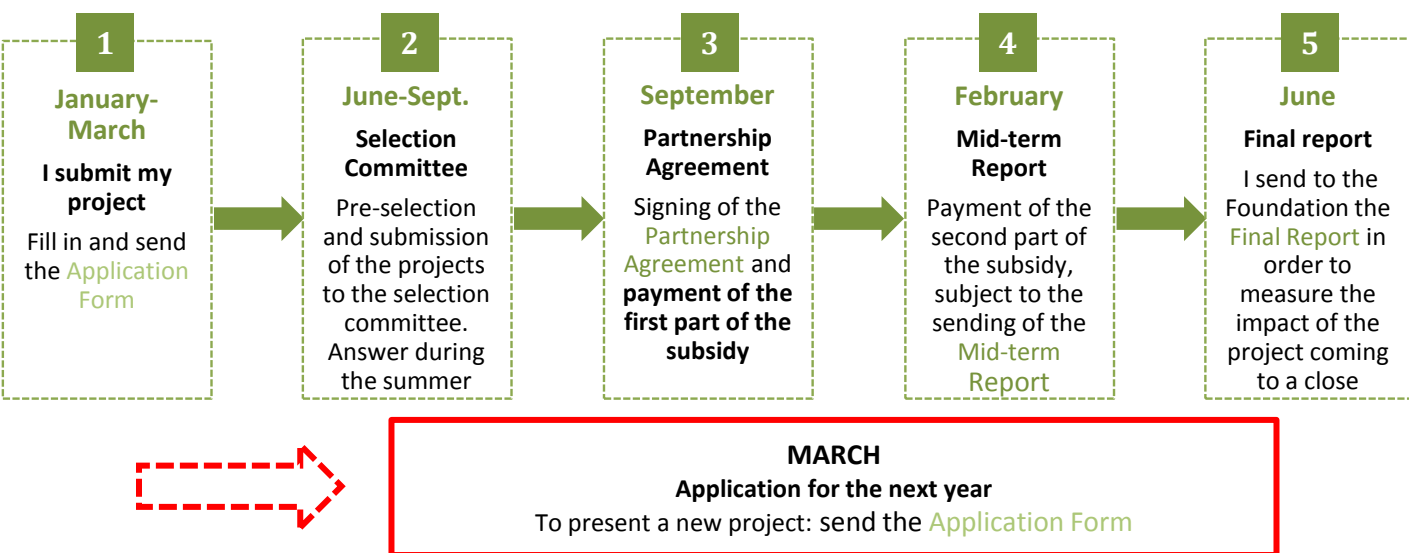 1
January-
March
I submit my
project
Fill in and send
the Application
Form
2
June-Sept.
Selection
Committee
Pre-selection
and submission
of the projects
to the selection
committee.
Answer during
the summer
3
September
Partnership
Agreement
Signing of the
Partnership
Agreement and
payment of the
first part of the
subsidy
4
February
Mid-term
Report
Payment of the
second part of
the subsidy,
subject to the
sending of the
Mid-term
Report
5
June
Final report
I send to the
Foundation the
Final Report in
order to
measure the
impact of the
project coming
to a close
MARCH
Application for the next year
To present a new project: send the Application Form